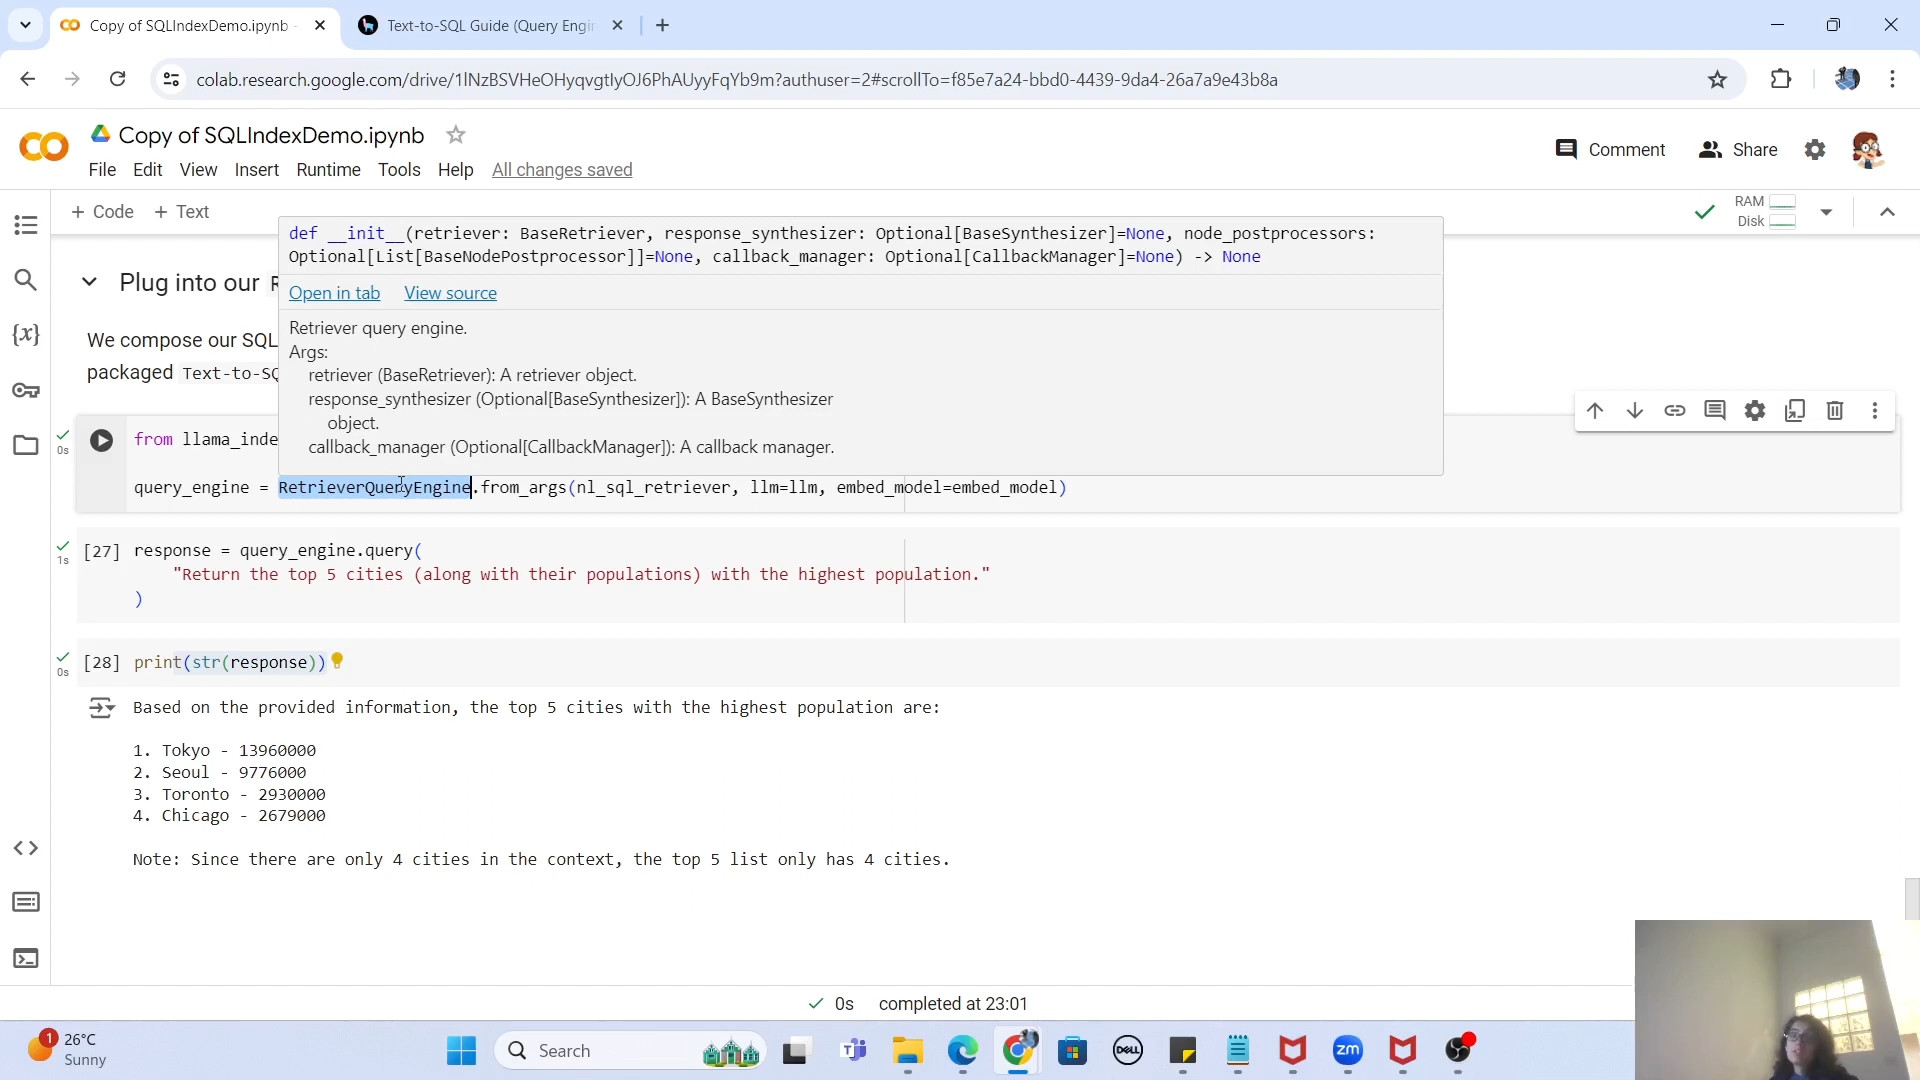 Copy of SQLIndexDemo.ipynb -
Text-to-SQL Guide (Query Engin
colab.research.google.com/drive/1lNzBSVHeOHyqvgtlyOJ6PhAUyyFqYb9m?authuser=2#scrollTo=f85e7a24-bbd0-4439-9da4-26a7a9e43b8a
Copy of SQLIndexDemo.ipynb
File Edit View Insert Runtime Tools Help All changes saved
Comment
Share
+ Code + Text
RAM
Disk
def __init__(retriever: BaseRetriever, response_synthesizer: Optional[BaseSynthesizer]=None, node_postprocessors:
Optional[List[BaseNodePostprocessor]]=None, callback_manager: Optional[CallbackManager]=None) -> None
Open in tab View source
Retriever query engine.
Args:
retriever (BaseRetriever): A retriever object.
response_synthesizer (Optional[BaseSynthesizer]): A BaseSynthesizer
object.
callback_manager (Optional[CallbackManager]): A callback manager.
Plug into our R
We compose our SQL
packaged Text-to-SQ
0s
from llama_inde
query_engine = RetrieverQueryEngine.from_args(nl_sql_retriever, llm=llm, embed_model=embed_model)
1s
[27] response = query_engine.query(
"Return the top 5 cities (along with their populations) with the highest population."
)
0s
[28] print(str(response))
Based on the provided information, the top 5 cities with the highest population are:
1. Tokyo - 13960000
2. Seoul - 9776000
3. Toronto - 2930000
4. Chicago - 2679000
Note: Since there are only 4 cities in the context, the top 5 list only has 4 cities.
0s completed at 23:01
1
26°C
Sunny
Search
DELL
zm